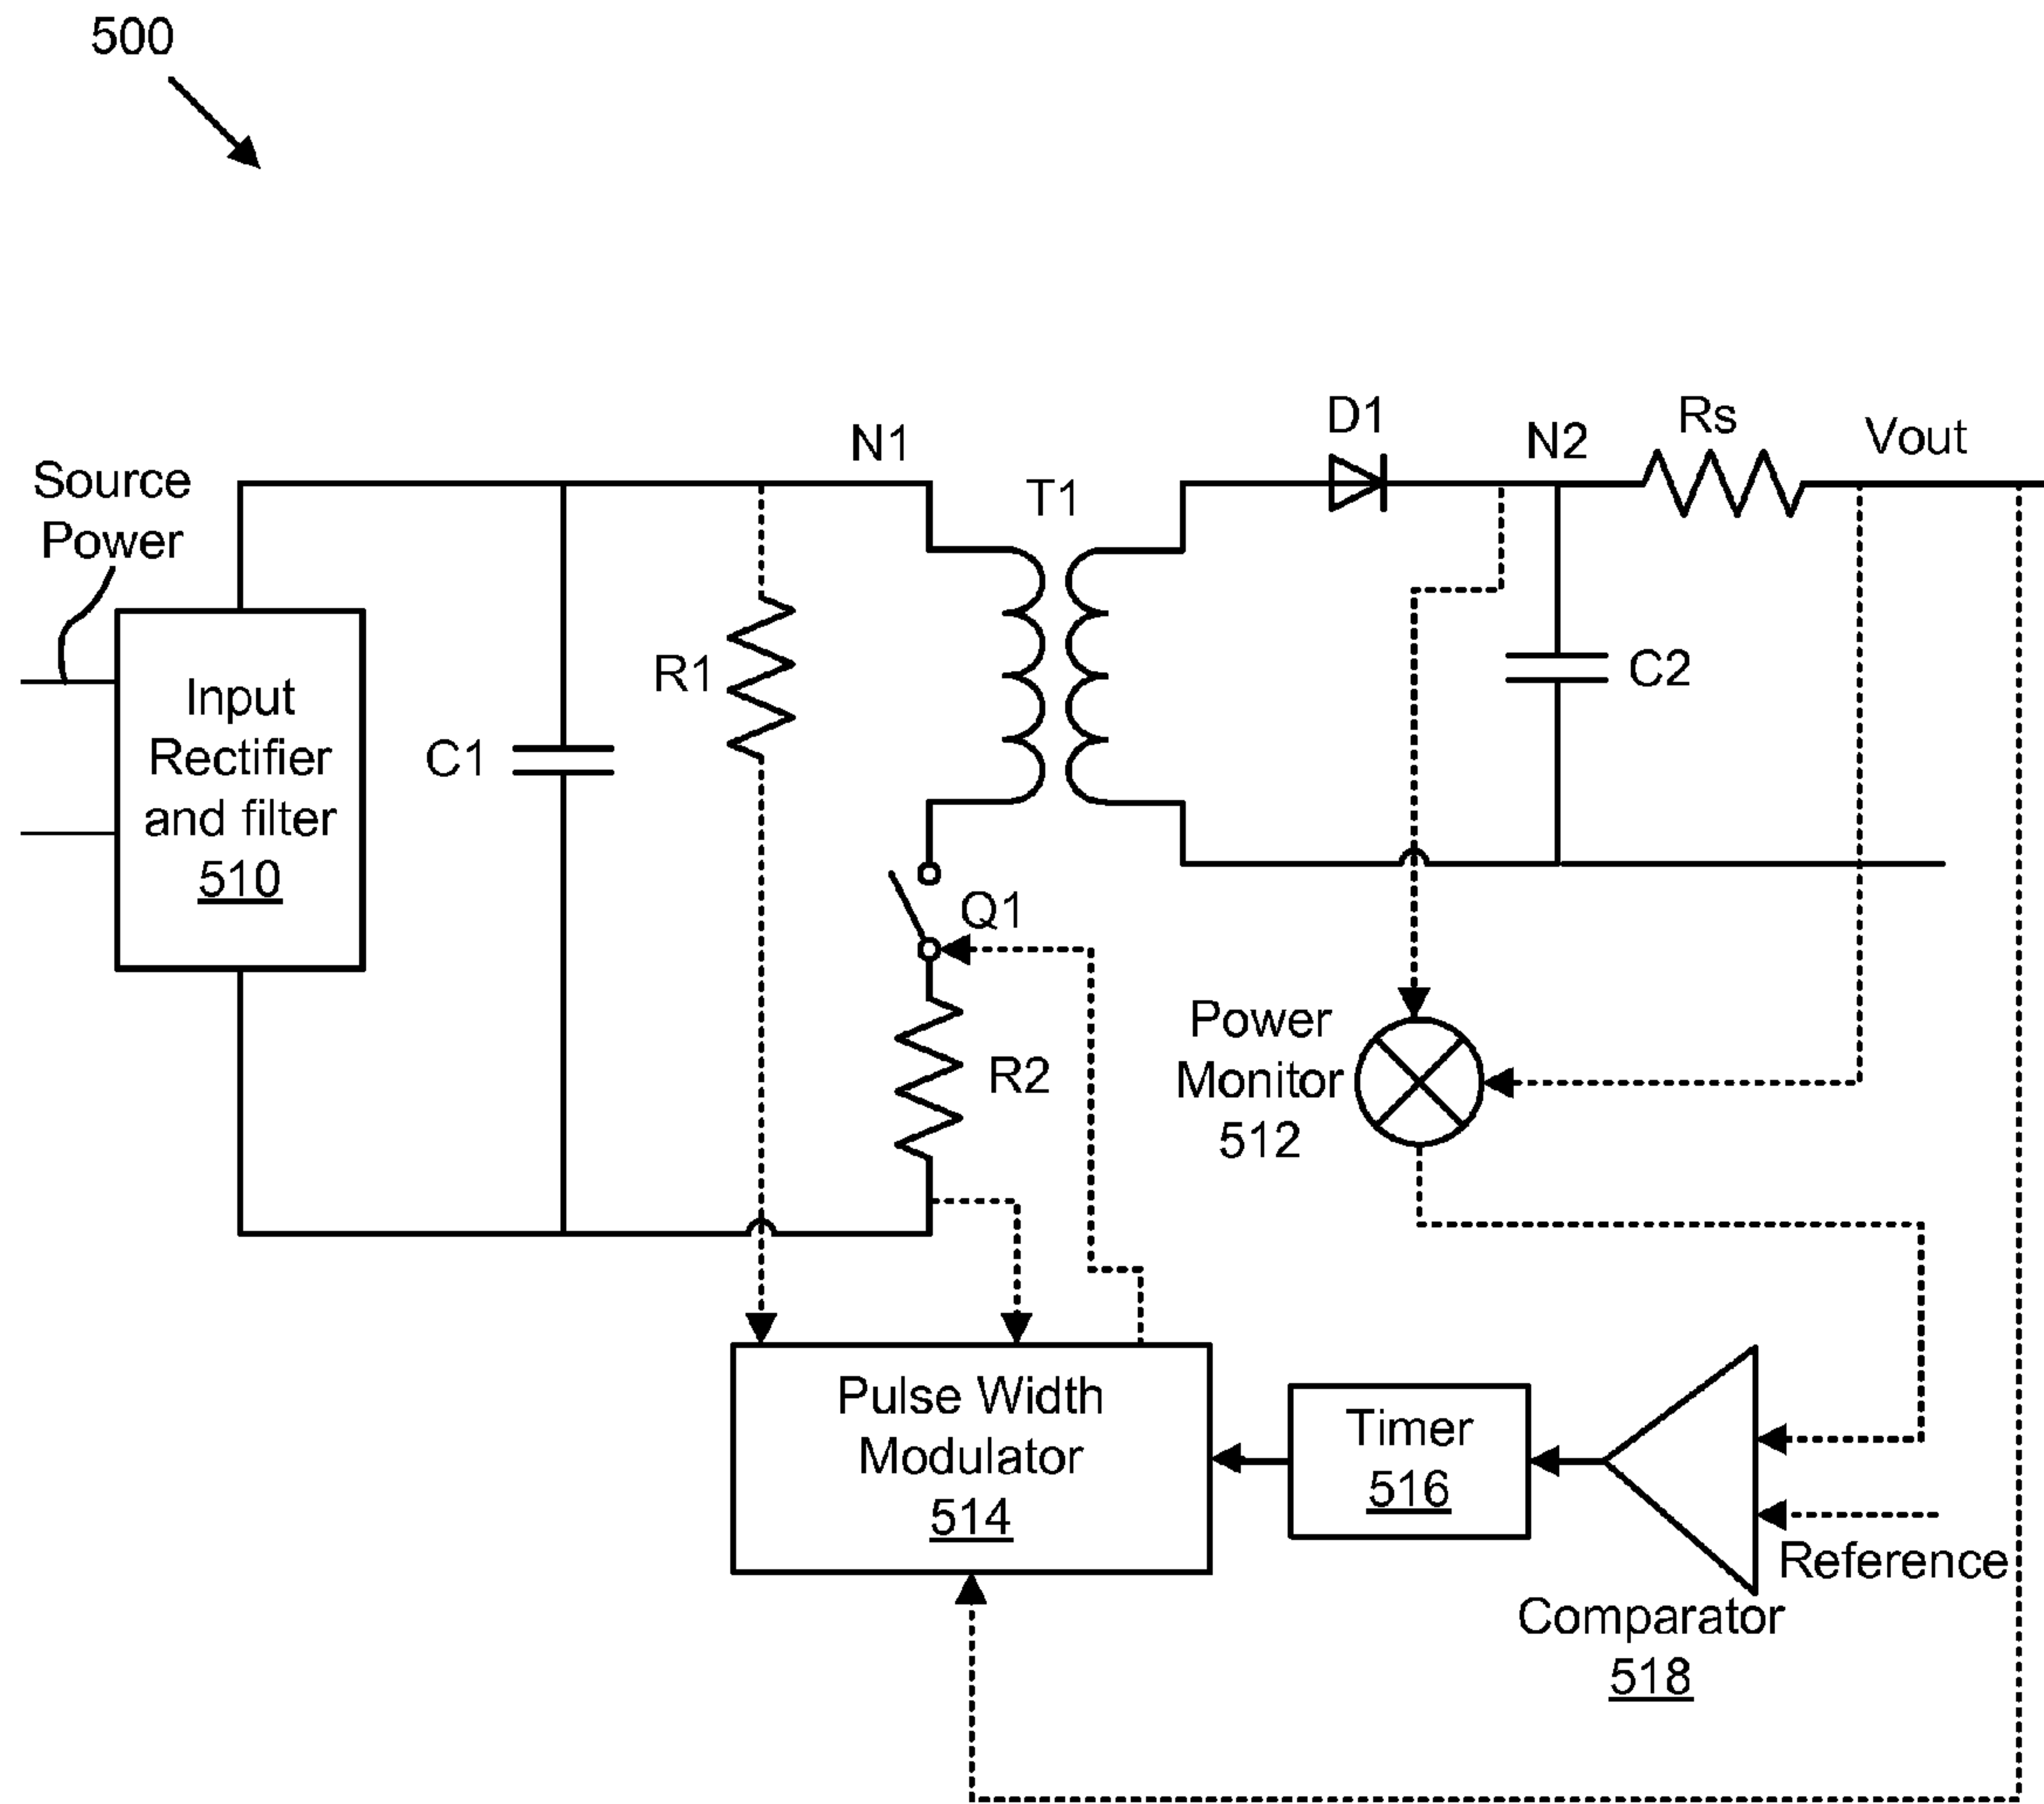 500
Source
Power
N1
T1
D1
N2
Rs
Vout
Input
Rectifier
and filter
510
C1
R1
C2
Q1
R2
Power
Monitor
512
Pulse Width
Modulator
514
Timer
516
Reference
Comparator
518